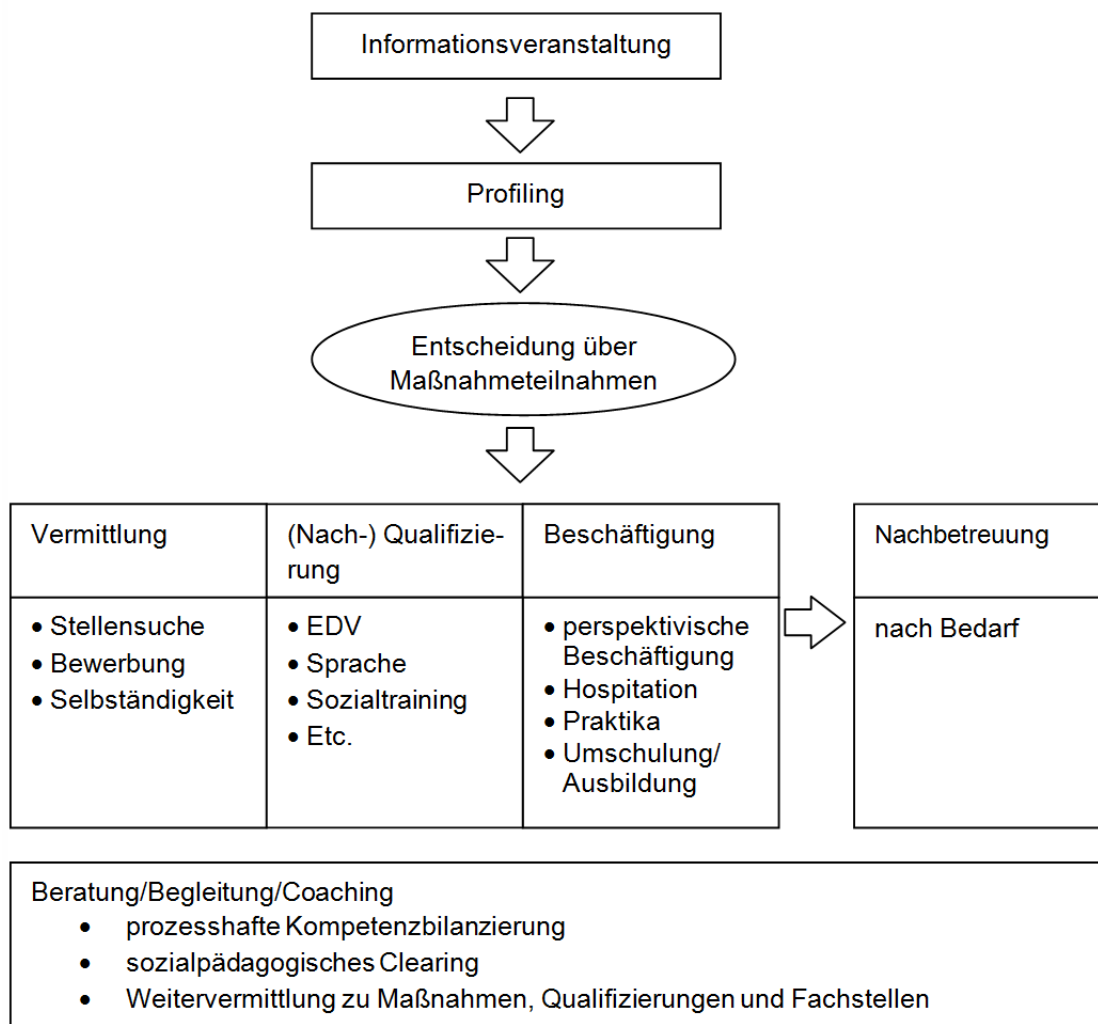 Informationsveranstaltung
Profiling
Entscheidung über
Maßnahmeteilnahmen
Vermittlung
• Stellensuche
• Bewerbung
• Selbständigkeit
(Nach-) Qualifizie-
rung
• EDV
• Sprache
• Sozialtraining
• Etc.
Beschäftigung
• perspektivische
Beschäftigung
• Hospitation
• Praktika
• Umschulung/
Ausbildung
Nachbetreuung
nach Bedarf
Beratung/Begleitung/Coaching
• prozesshafte Kompetenzbilanzierung
• sozialpädagogisches Clearing
• Weitervermittlung zu Maßnahmen, Qualifizierungen und Fachstellen